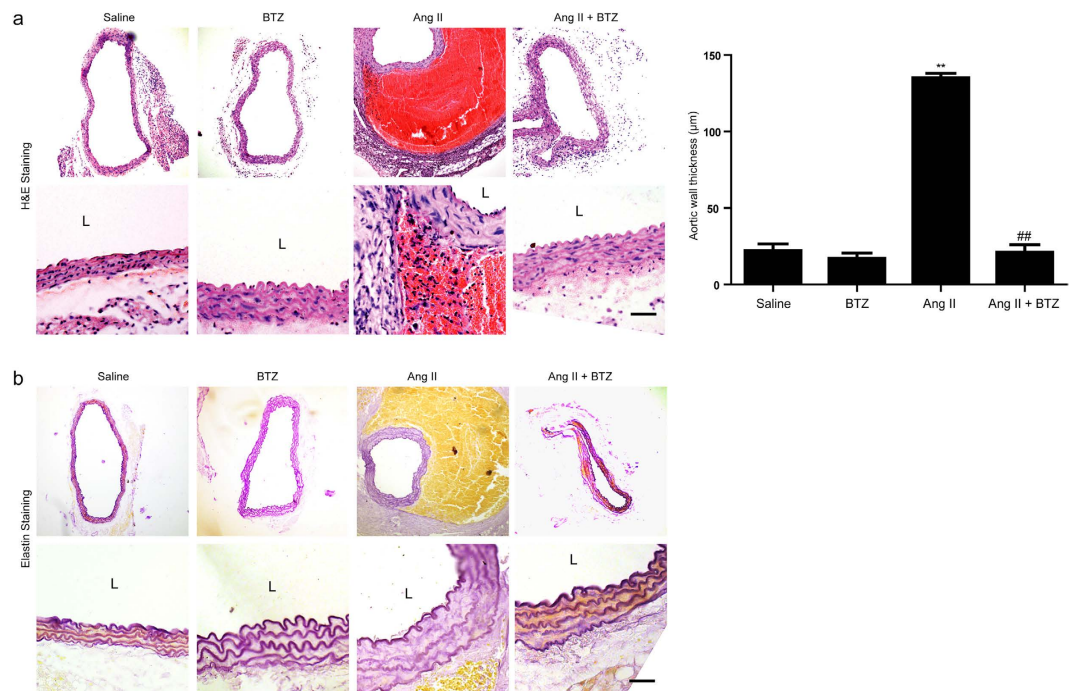 a
Saline BTZ Ang II Ang II + BTZ
H&E Staining
L L L L
Aortic wall thickness (μm)
150
100
50
0
**
##
Saline BTZ Ang II Ang II + BTZ
b
Saline BTZ Ang II Ang II + BTZ
Elastin Staining
L L L L